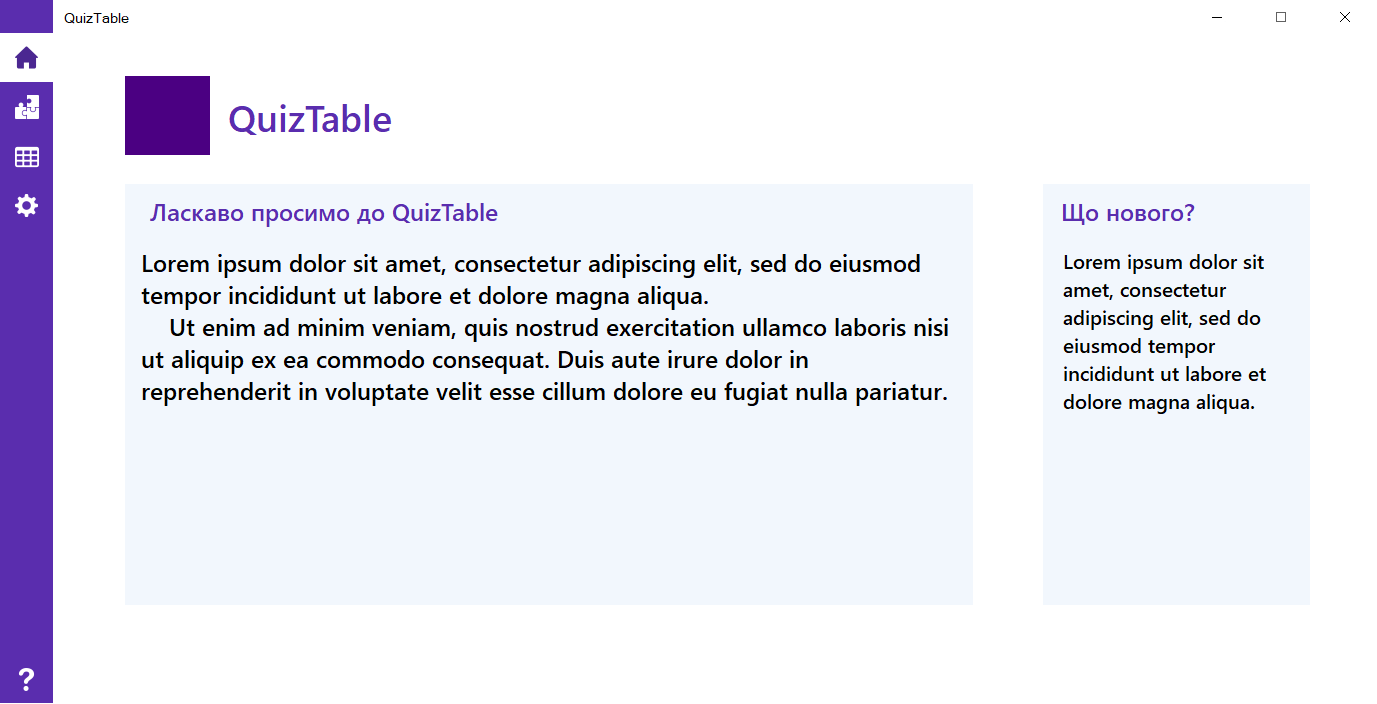 QuizTable
QuizTable
Ласкаво просимо до QuizTable
Lorem ipsum dolor sit amet, consectetur adipiscing elit, sed do eiusmod
tempor incididunt ut labore et dolore magna aliqua.
Ut enim ad minim veniam, quis nostrud exercitation ullamco laboris nisi
ut aliquip ex ea commodo consequat. Duis aute irure dolor in
reprehenderit in voluptate velit esse cillum dolore eu fugiat nulla pariatur.
Що нового?
Lorem ipsum dolor sit
amet, consectetur
adipiscing elit, sed do
eiusmod tempor
incididunt ut labore et
dolore magna aliqua.
?